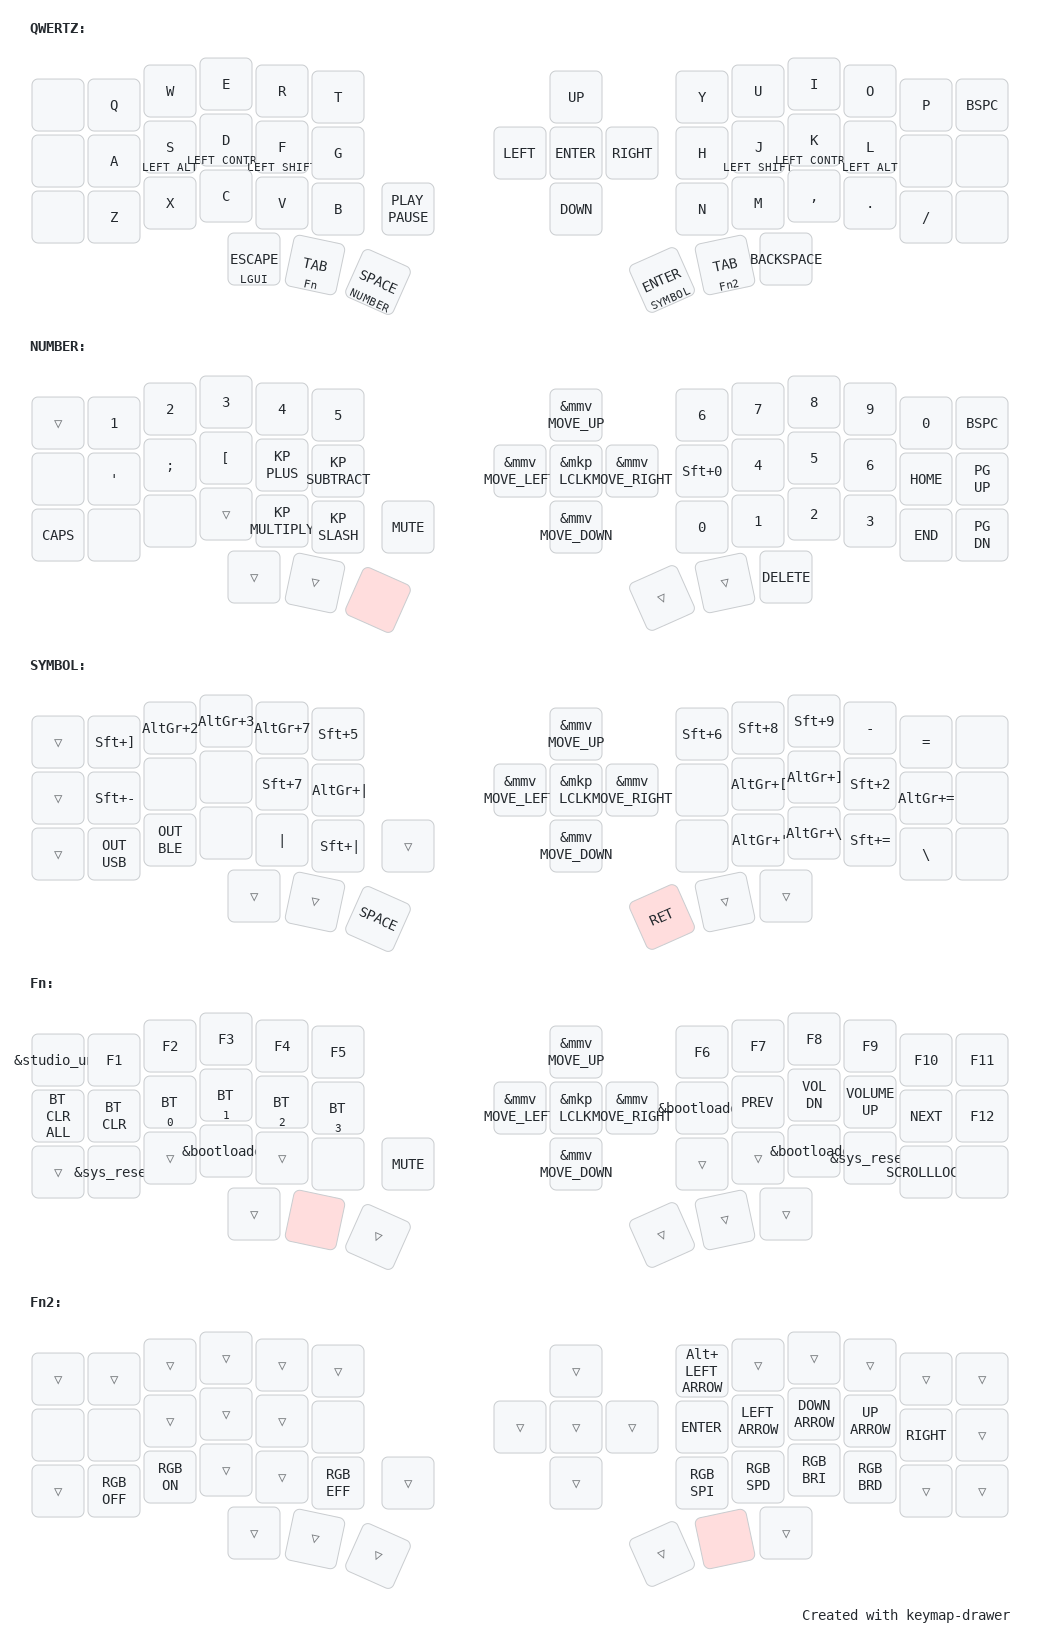 QWERTZ:
Q W E R T UP Y U I O P BSPC
A S D F G LEFT ENTER RIGHT H J K L
LEFT ALT LEFT CONTR LEFT SHIFT LEFT SHIFT LEFT CONTR LEFT ALT
Z X C V B PLAY PAUSE DOWN N M , . /
ESCAPE TAB SPACE ENTER TAB BACKSPACE
LGUI Fn NUMBER SYMBOL Fn2
NUMBER:
▽ 1 2 3 4 5 &mmv MOVE_UP 6 7 8 9 0 BSPC
' ; [ KP PLUS KP SUBTRACT &mmv MOVE_LEF &mkp LCLK &mmv MOVE_RIGHT Sft+0 4 5 6 HOME PG UP
CAPS ▽ KP MULTIPLY KP SLASH MUTE &mmv MOVE_DOWN 0 1 2 3 END PG DN
▽ ▽ ▽ ▽ DELETE
SYMBOL:
▽ Sft+] AltGr+2 AltGr+3 AltGr+7 Sft+5 &mmv MOVE_UP Sft+6 Sft+8 Sft+9 - =
▽ Sft+- Sft+7 AltGr+| &mmv MOVE_LEF &mkp LCLK &mmv MOVE_RIGHT AltGr+[ AltGr+] Sft+2 AltGr+=
▽ OUT USB OUT BLE | Sft+| ▽ &mmv MOVE_DOWN AltGr+' AltGr+\ Sft+= \
▽ ▽ SPACE RET ▽ ▽
Fn:
&studio_u F1 F2 F3 F4 F5 &mmv MOVE_UP F6 F7 F8 F9 F10 F11
BT CLR ALL BT CLR BT 0 BT 1 BT 2 BT 3 &mmv MOVE_LEF &mkp LCLK &mmv MOVE_RIGHT &bootload PREV VOL DN VOLUME UP NEXT F12
▽ &sys_rese ▽ &bootload ▽ MUTE &mmv MOVE_DOWN ▽ ▽ &bootload &sys_rese SCROLLLOC
▽ ▽ ▽ ▽ ▽
Fn2:
▽ ▽ ▽ ▽ ▽ ▽ ▽ Alt+ LEFT ARROW ▽ ▽ ▽ ▽ ▽
▽ ▽ ▽ ▽ ▽ ▽ ENTER LEFT ARROW DOWN ARROW UP ARROW RIGHT ▽
▽ RGB OFF RGB ON ▽ ▽ RGB EFF ▽ ▽ RGB SPI RGB SPD RGB BRI RGB BRD ▽ ▽
▽ ▽ ▽ ▽ ▽
Created with keymap-drawer